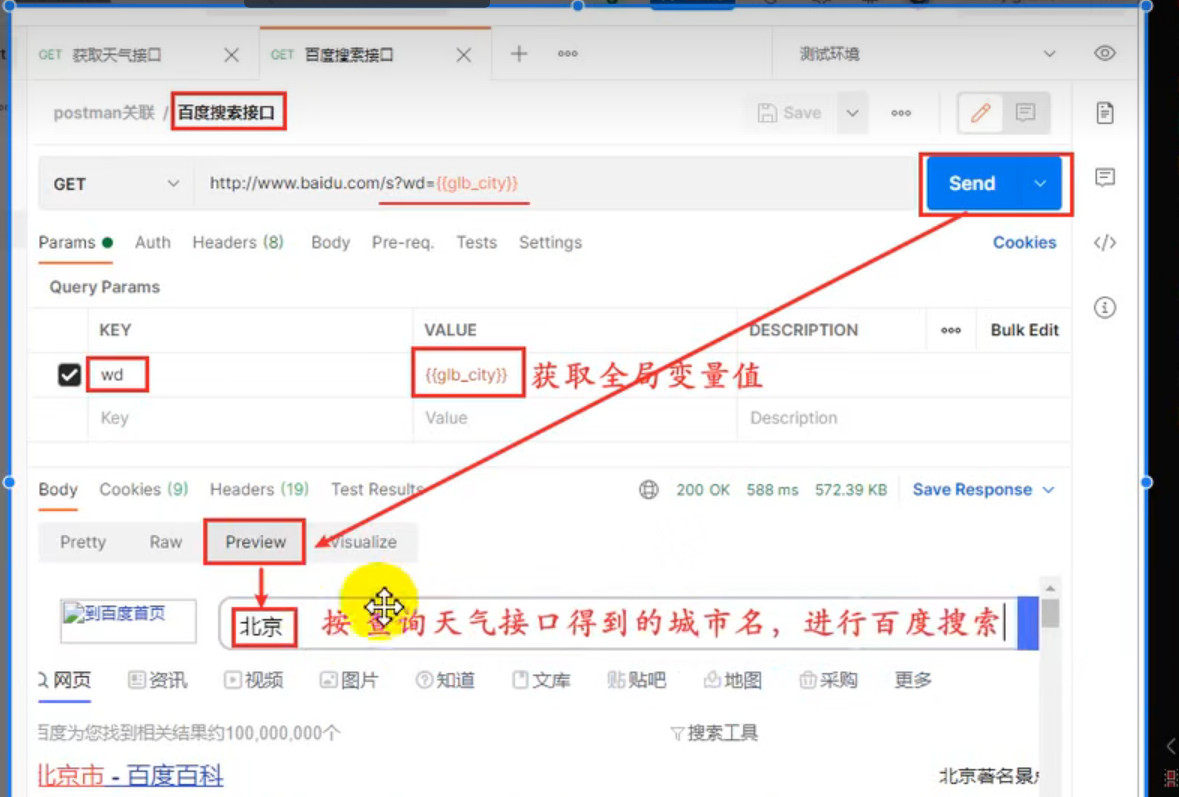 GET 获取天气接口 GET 百度搜索接口 测试环境
postman关联 / 百度搜索接口 Save
GET http://www.baidu.com/s?wd={{glb_city}} Send
Params Auth Headers (8) Body Pre-req. Tests Settings Cookies
Query Params
KEY VALUE DESCRIPTION Bulk Edit
wd {{glb_city}} 获取全局变量值
Key Value Description
Body Cookies (9) Headers (19) Test Results 200 OK 588 ms 572.39 KB Save Response
Pretty Raw Preview Visualize
到百度首页 北京 按查询天气接口得到的城市名，进行百度搜索
网页 资讯 视频 图片 知道 文库 贴吧 地图 采购 更多
百度为您找到相关结果约100,000,000个 搜索工具
北京市 - 百度百科 北京著名景